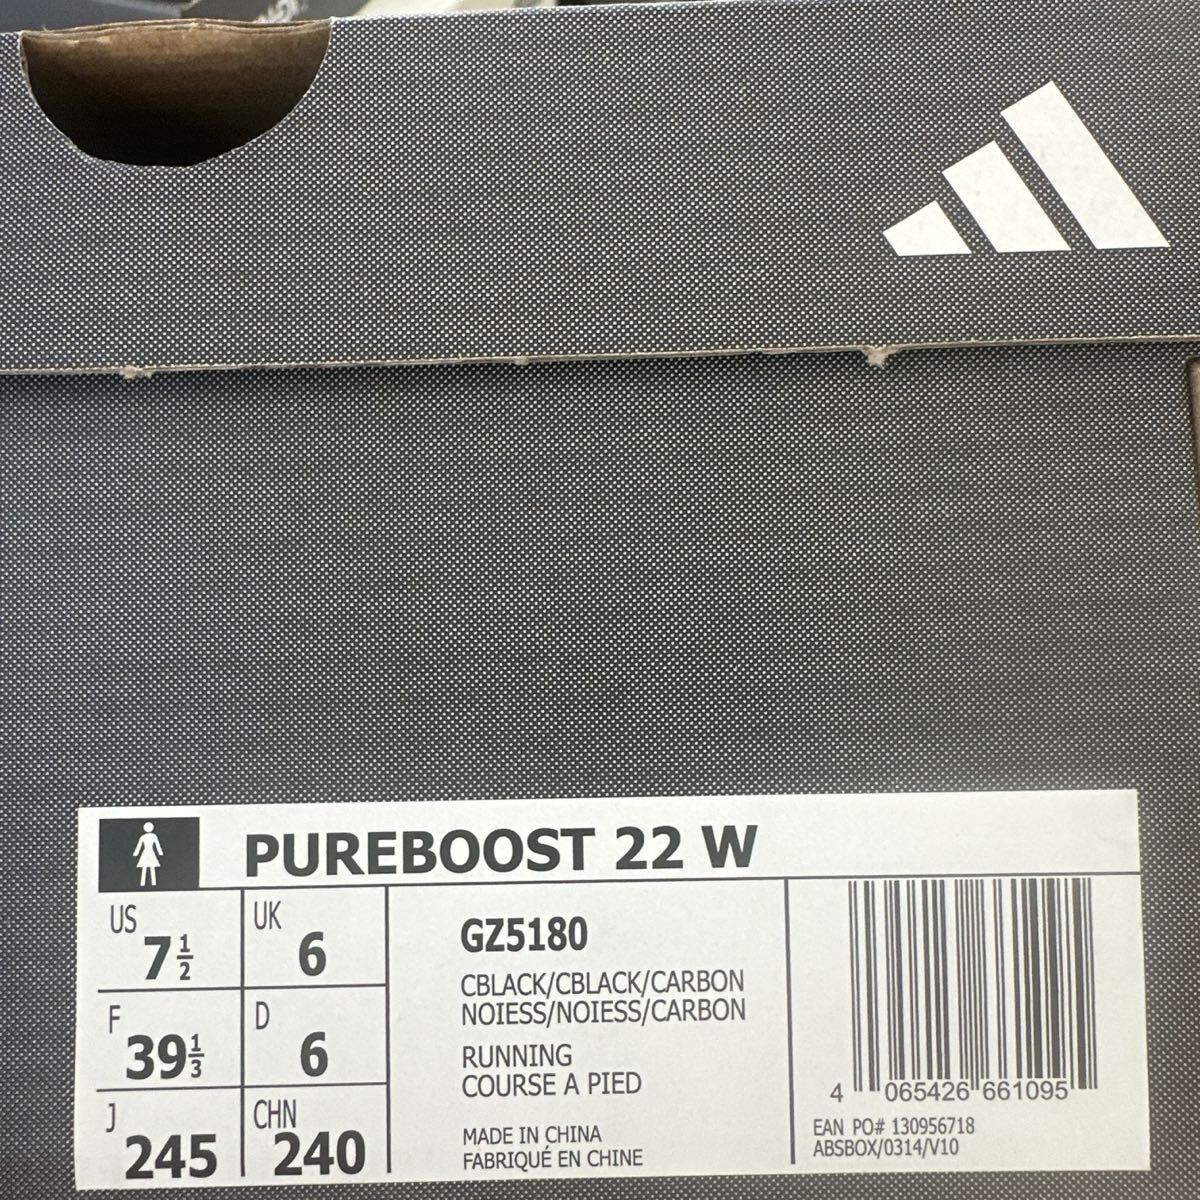 PUREBOOST 22 W
US 7 1/2
UK 6
F 39 1/3
D 6
J 245
CHN 240
GZ5180
CBLACK/CBLACK/CARBON
NOIESS/NOIESS/CARBON
RUNNING
COURSE A PIED
MADE IN CHINA
FABRIQUÉ EN CHINE
4 065426 661095
EAN PO# 130956718
ABSBOX/0314/V10